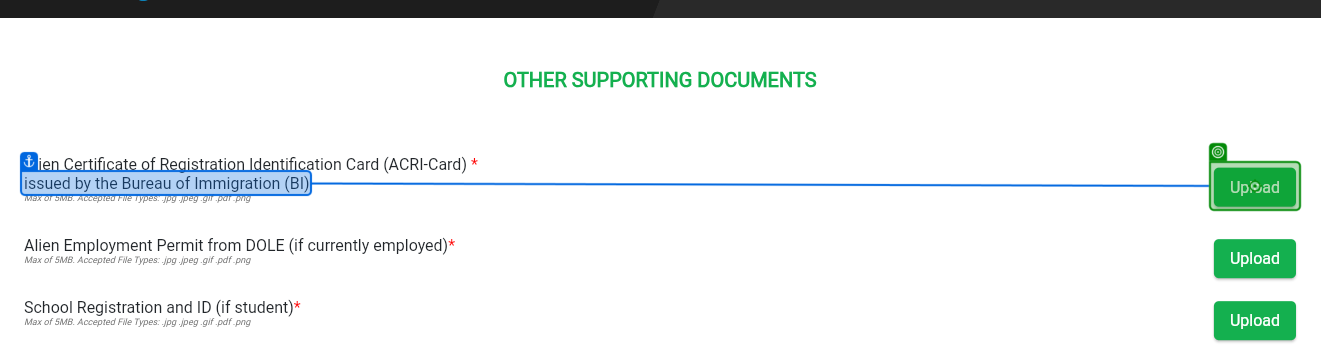 OTHER SUPPORTING DOCUMENTS
ien Certificate of Registration Identification Card (ACRI-Card) *
issued by the Bureau of Immigration (BI)
Upload
Max of 5MB. Accepted File Types: .jpg .jpeg .gif .pdf .png
Alien Employment Permit from DOLE (if currently employed)*
Upload
Max of 5MB. Accepted File Types: .jpg .jpeg .gif .pdf .png
School Registration and ID (if student)*
Upload
Max of 5MB. Accepted File Types: .jpg .jpeg .gif .pdf .png